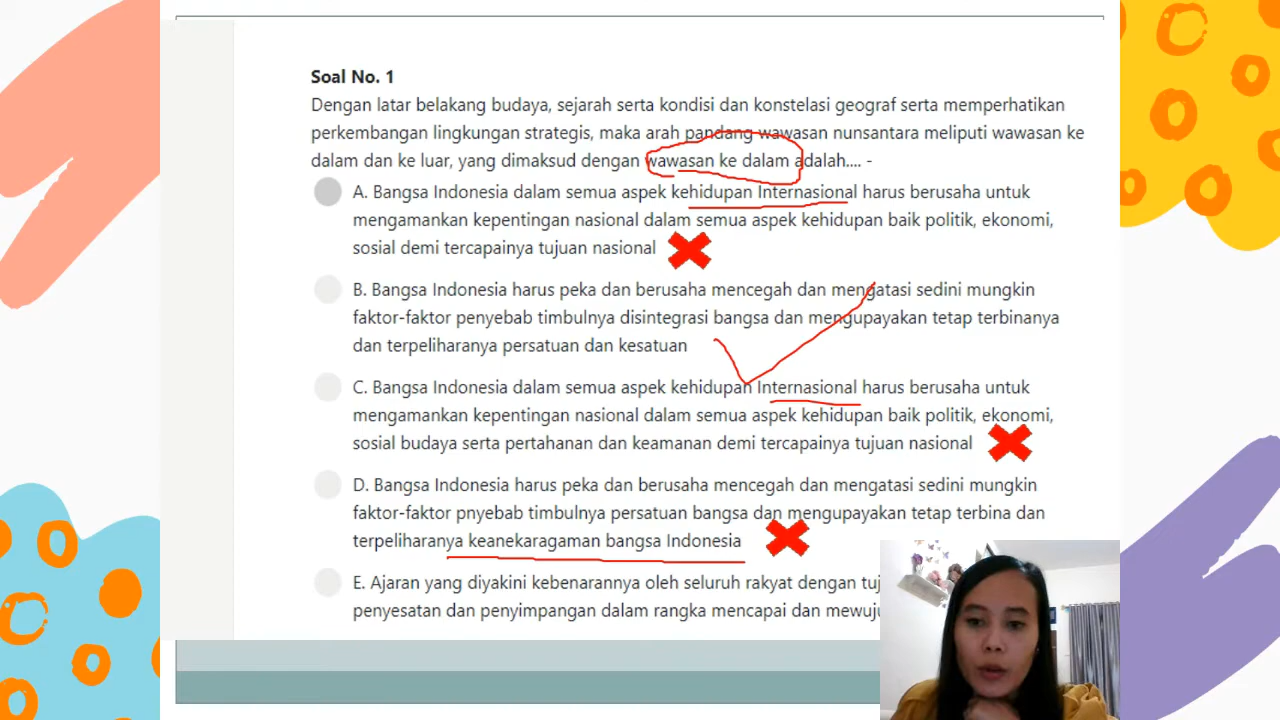 Soal No. 1
Dengan latar belakang budaya, sejarah serta kondisi dan konstelasi geograf serta memperhatikan
perkembangan lingkungan strategis, maka arah pandang wawasan nunsantara meliputi wawasan ke
dalam dan ke luar, yang dimaksud dengan wawasan ke dalam adalah.... -
A. Bangsa Indonesia dalam semua aspek kehidupan Internasional harus berusaha untuk
mengamankan kepentingan nasional dalam semua aspek kehidupan baik politik, ekonomi,
sosial demi tercapainya tujuan nasional
B. Bangsa Indonesia harus peka dan berusaha mencegah dan mengatasi sedini mungkin
faktor-faktor penyebab timbulnya disintegrasi bangsa dan mengupayakan tetap terbinanya
dan terpeliharanya persatuan dan kesatuan
C. Bangsa Indonesia dalam semua aspek kehidupan Internasional harus berusaha untuk
mengamankan kepentingan nasional dalam semua aspek kehidupan baik politik, ekonomi,
sosial budaya serta pertahanan dan keamanan demi tercapainya tujuan nasional
D. Bangsa Indonesia harus peka dan berusaha mencegah dan mengatasi sedini mungkin
faktor-faktor pnyebab timbulnya persatuan bangsa dan mengupayakan tetap terbina dan
terpeliharanya keanekaragaman bangsa Indonesia
E. Ajaran yang diyakini kebenarannya oleh seluruh rakyat dengan
penyesatan dan penyimpangan dalam rangka mencapai dan